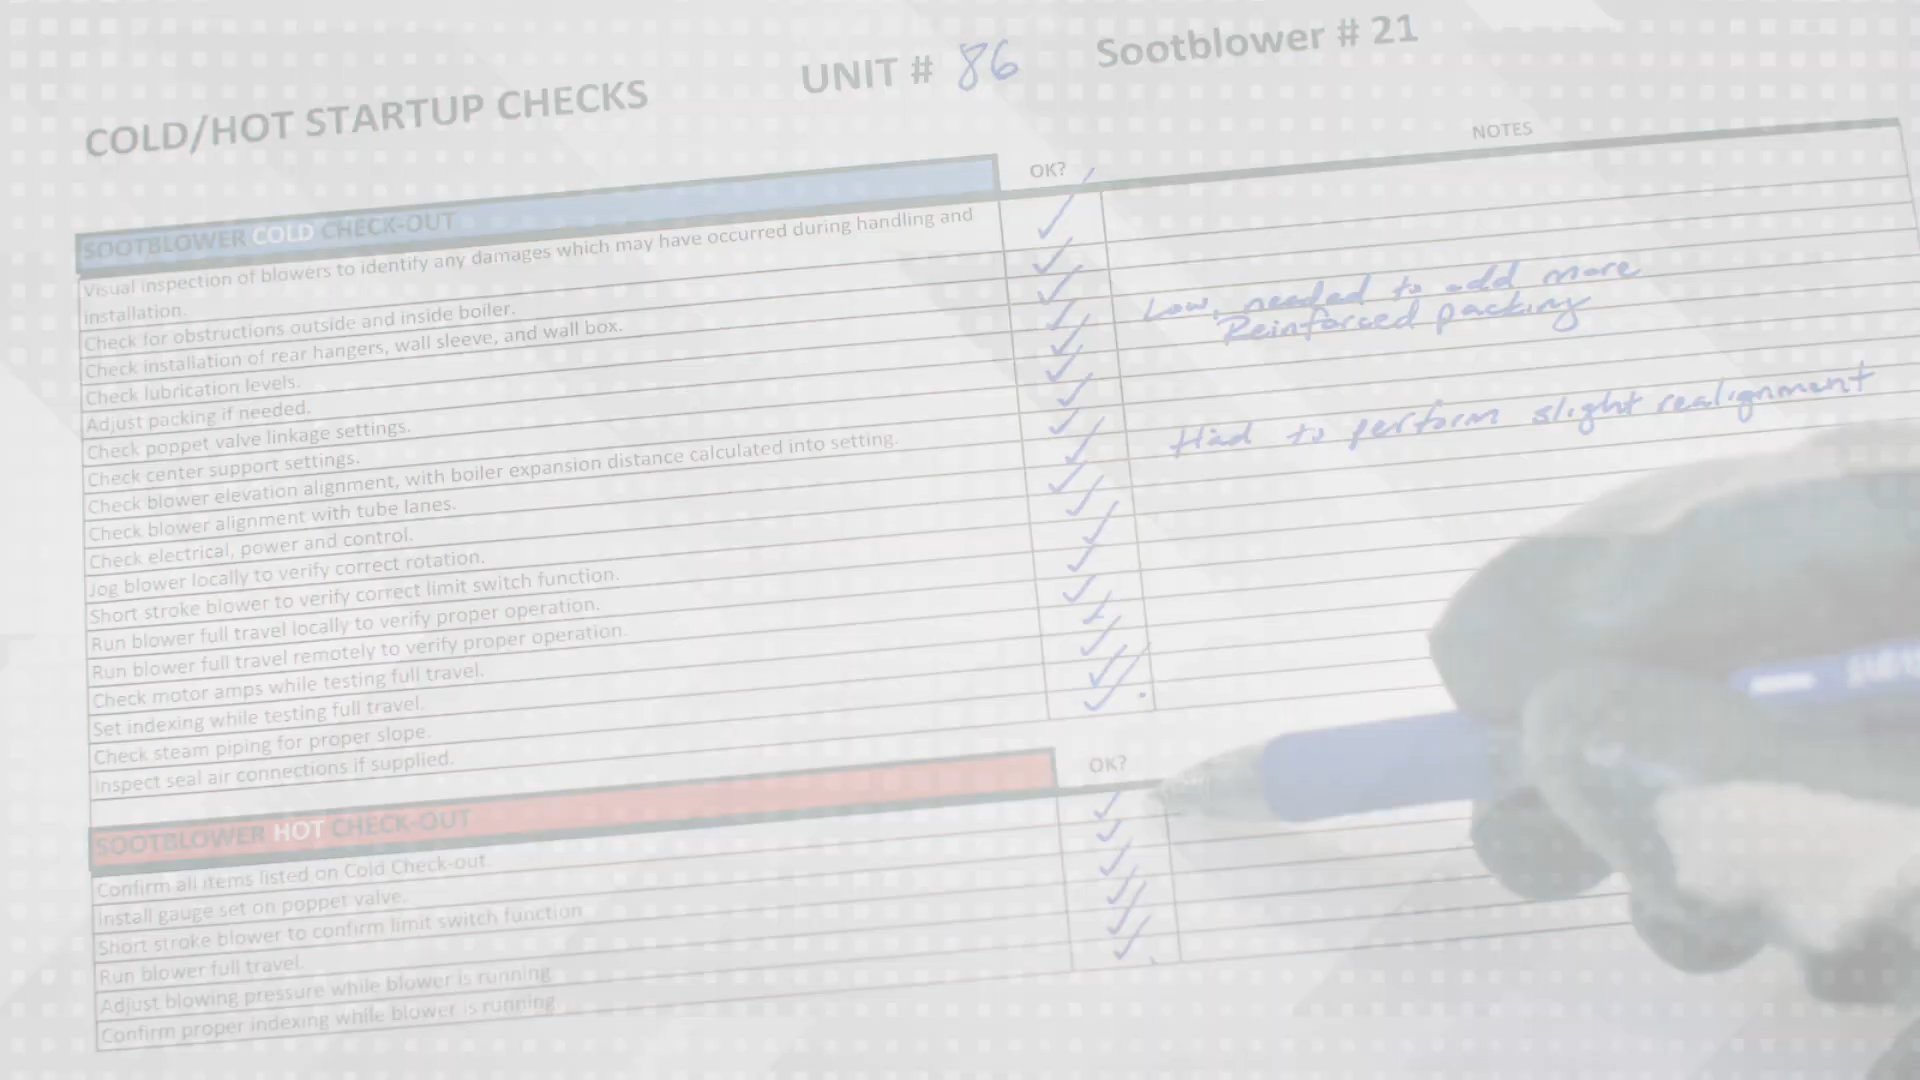 UNIT # 86
Sootblower # 21
COLD/HOT STARTUP CHECKS
NOTES
OK?
SOOTBLOWER COLD CHECK-OUT
Visual inspection of blowers to identify any damages which may have occurred during handling and
installation.
Check for obstructions outside and inside boiler.
Check installation of rear hangers, wall sleeve, and wall box.
Check lubrication levels.
Adjust packing if needed.
Low, needed to add more
Reinforced packing
Check poppet valve linkage settings.
Check center support settings.
Check blower elevation alignment, with boiler expansion distance calculated into setting.
Had to perform slight realignment
Check blower alignment with tube lanes.
Check electrical, power and control.
Jog blower locally to verify correct rotation.
Short stroke blower to verify correct limit switch function.
Run blower full travel locally to verify proper operation.
Run blower full travel remotely to verify proper operation.
Check motor amps while testing full travel.
Set indexing while testing full travel.
Check steam piping for proper slope.
Inspect seal air connections if supplied.
OK?
SOOTBLOWER HOT CHECK-OUT
Confirm all items listed on Cold Check-out.
Install gauge set on poppet valve.
Short stroke blower to confirm limit switch function
Run blower full travel.
Adjust blowing pressure while blower is running
Confirm proper indexing while blower is running